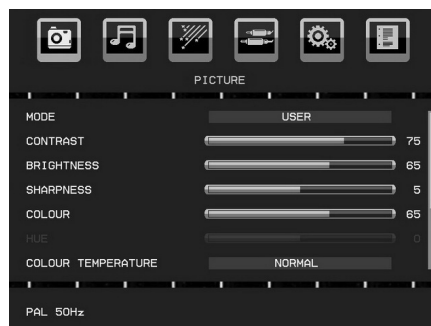 PICTURE
MODE USER
CONTRAST 75
BRIGHTNESS 65
SHARPNESS 5
COLOUR 65
HUE 0
COLOUR TEMPERATURE NORMAL
PAL 50Hz